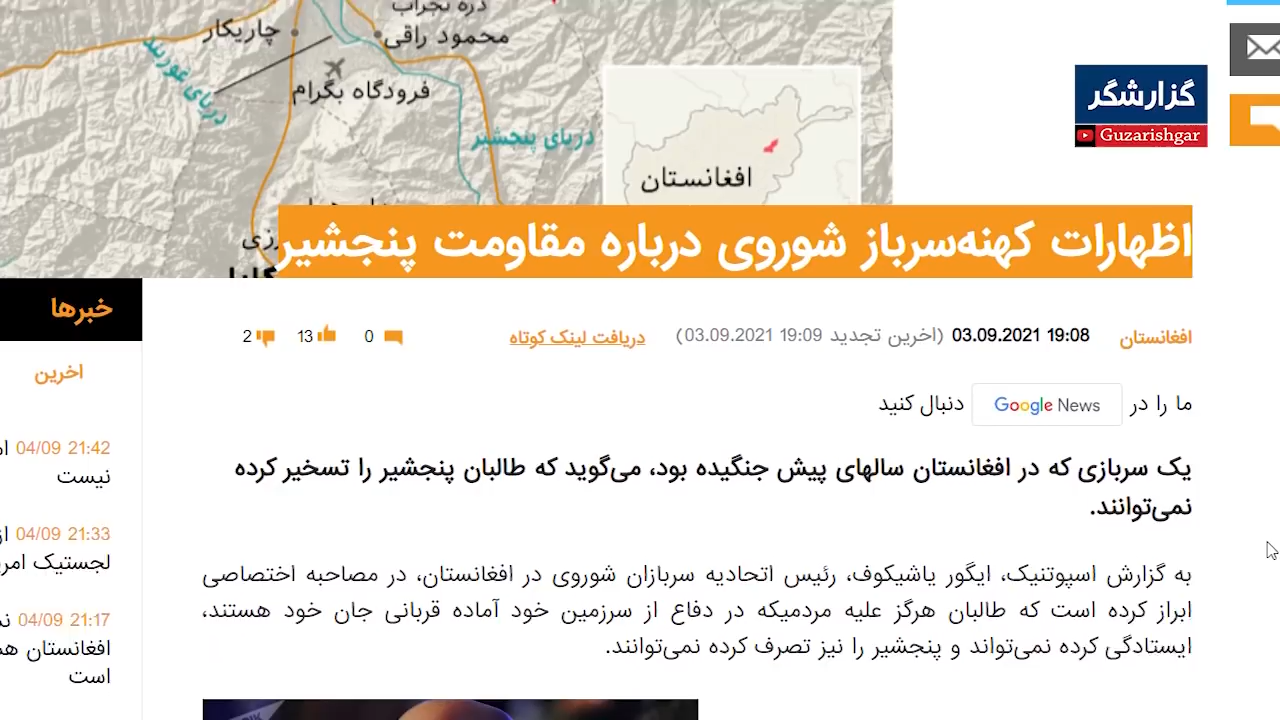 دره نجراب
چاریکار
محمود راقی
دریای غوربند
فرودگاه بگرام
دریای پنجشیر
افغانستان
گزارشگر
Guzarishgar
اظهارات کهنه‌سرباز شوروی درباره مقاومت پنجشیر
خبرها
افغانستان 03.09.2021 19:08 (اخرین تجدید 03.09.2021 19:09) دریافت لینک کوتاه 0 13 2
اخرین
ما را در Google News دنبال کنید
یک سربازی که در افغانستان سالهای پیش جنگیده بود، می‌گوید که طالبان پنجشیر را تسخیر کرده
نمی‌توانند.
21:42 04/09
نیست
21:33 04/09
لجستیک
21:17 04/09
افغانستان
است
به گزارش اسپوتنیک، ایگور یاشیکوف، رئیس اتحادیه سربازان شوروی در افغانستان، در مصاحبه اختصاصی
ابراز کرده است که طالبان هرگز علیه مردمیکه در دفاع از سرزمین خود آماده قربانی جان خود هستند،
ایستادگی کرده نمی‌تواند و پنجشیر را نیز تصرف کرده نمی‌توانند.